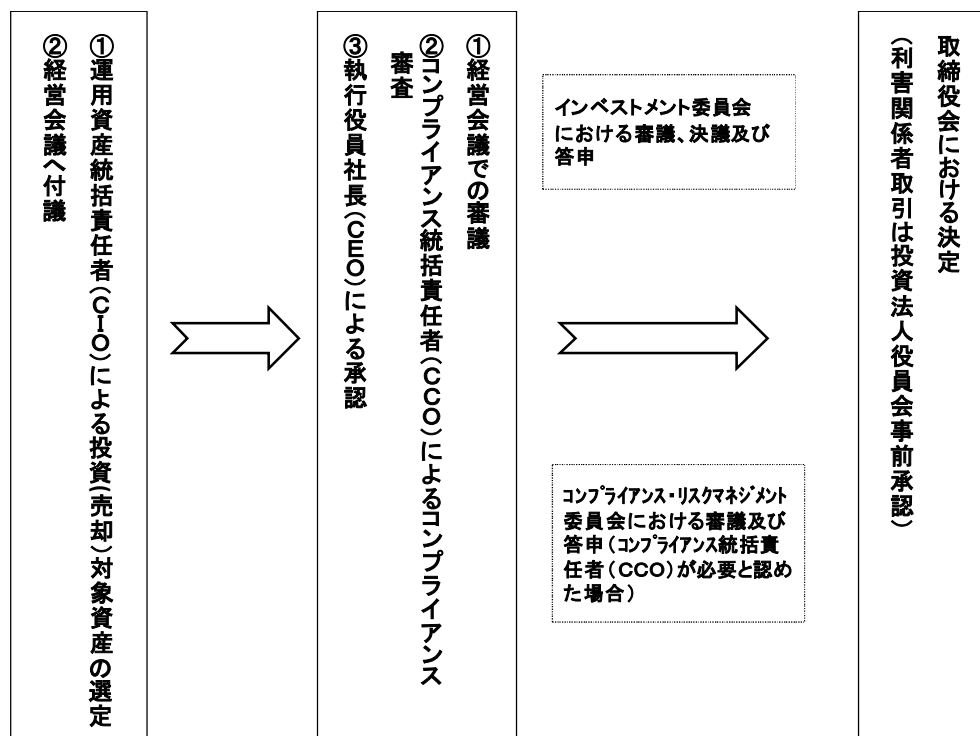 ①運用資産統括責任者(CIO)による投資(売却)対象資産の選定
②経営会議へ付議
①経営会議での審議
②コンプライアンス統括責任者(CCO)によるコンプライアンス
審査
③執行役員社長(CEO)による承認
インベストメント委員会
における審議、決議及び
答申
コンプライアンス・リスクマネジメント
委員会における審議及び
答申(コンプライアンス統括責
任者(CCO)が必要と認め
た場合)
取締役会における決定
(利害関係者取引は投資法人役員会事前承認)